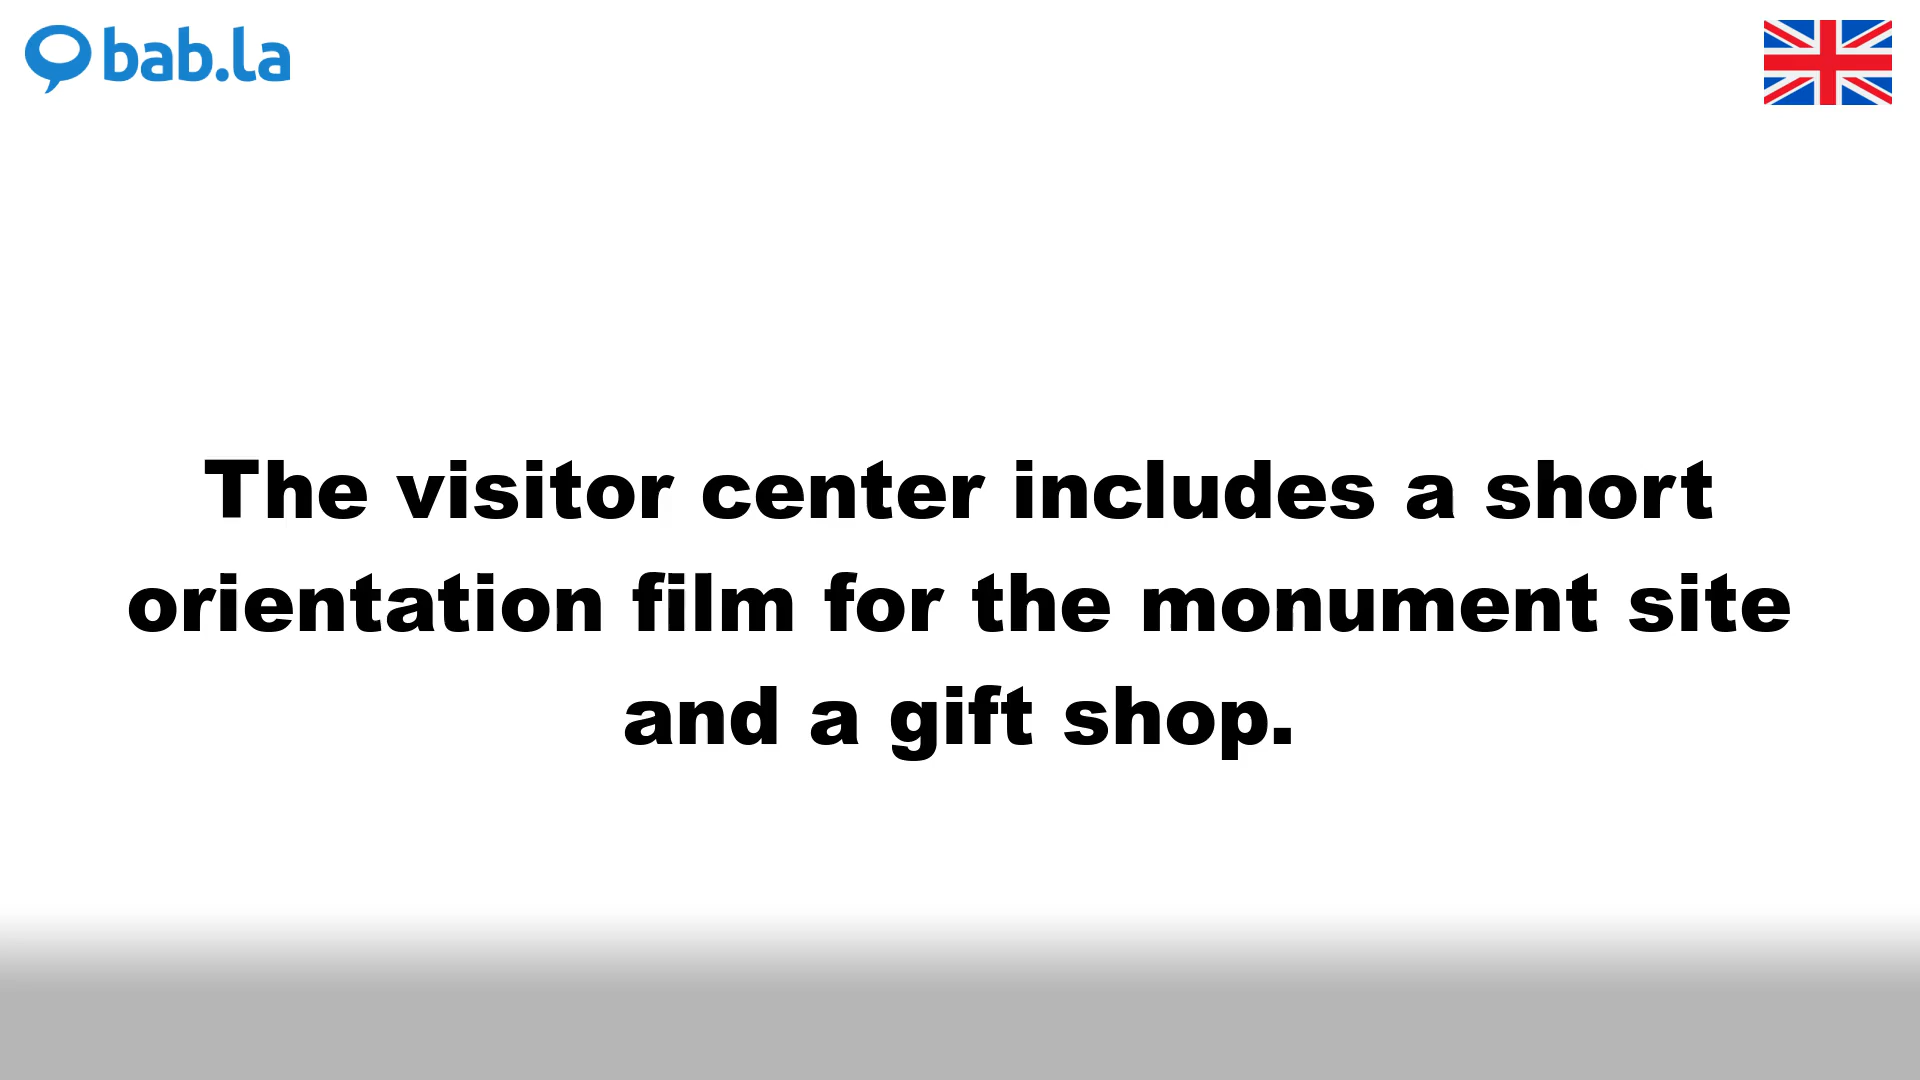 bab.la
The visitor center includes a short
orientation film for the monument site
and a gift shop.